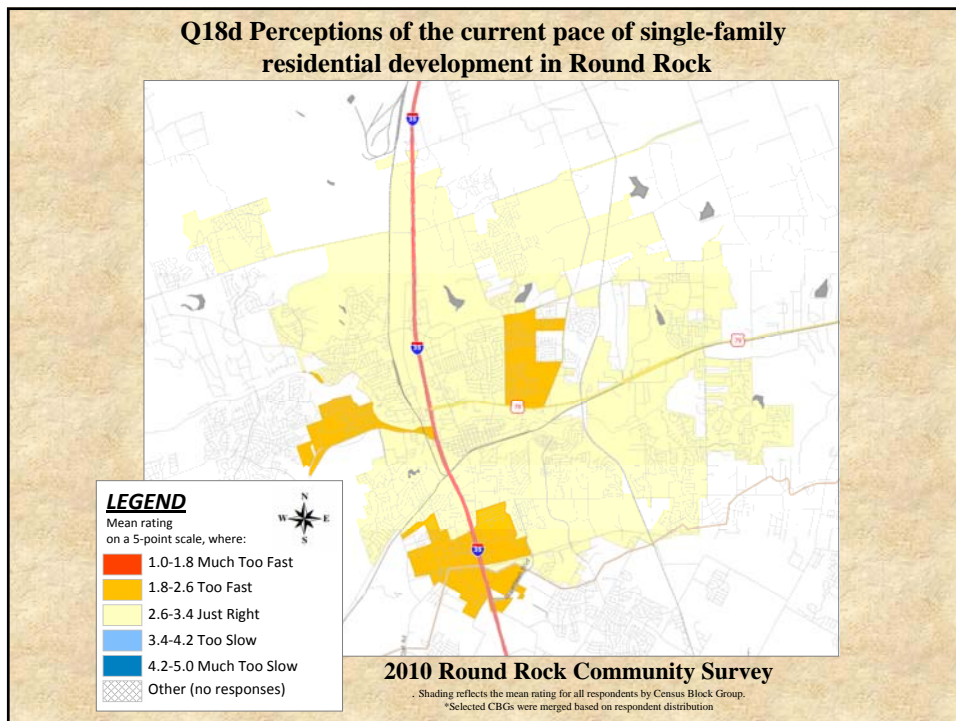 Q18d Perceptions of the current pace of single-family
residential development in Round Rock
35
35
79
79
35
LEGEND
Mean rating
on a 5-point scale, where:
N
W E
S
1.0-1.8 Much Too Fast
1.8-2.6 Too Fast
2.6-3.4 Just Right
3.4-4.2 Too Slow
4.2-5.0 Much Too Slow
Other (no responses)
2010 Round Rock Community Survey
. Shading reflects the mean rating for all respondents by Census Block Group.
*Selected CBGs were merged based on respondent distribution